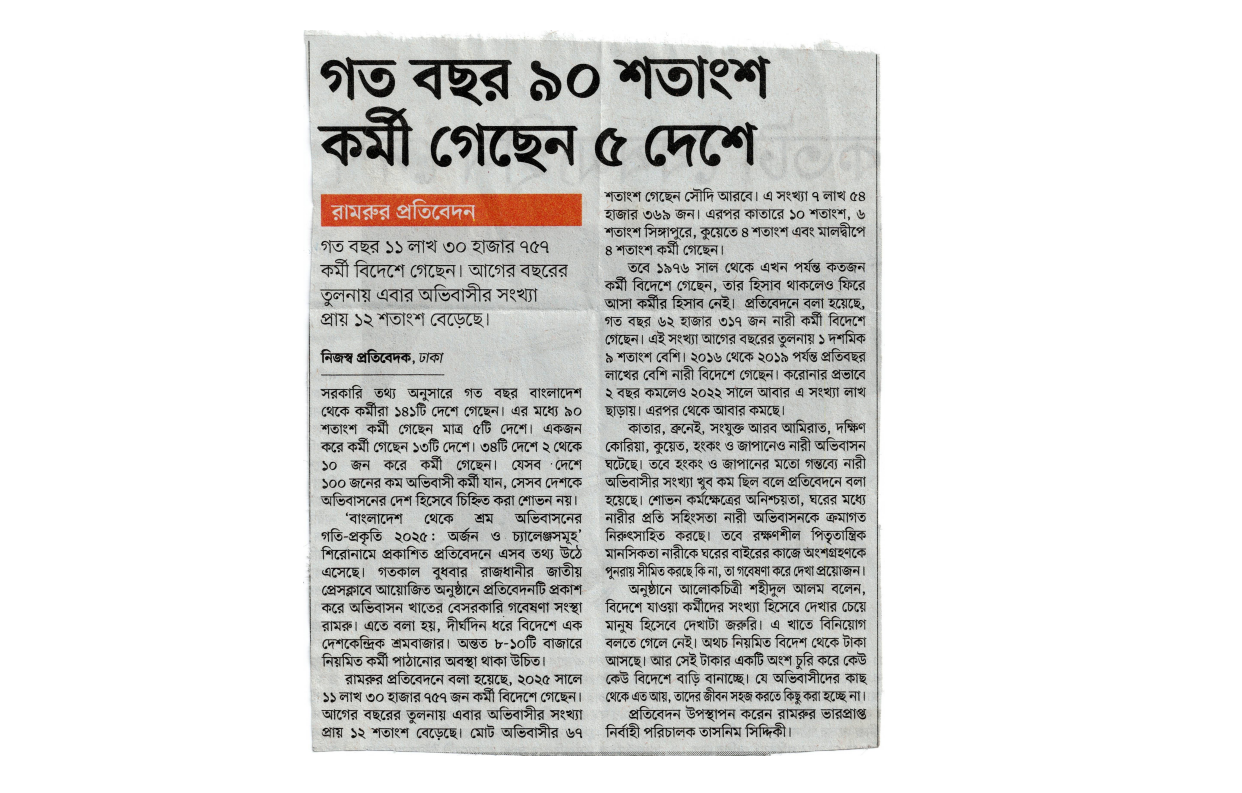 গত বছর ৯০ শতাংশ
কর্মী গেছেন ৫ দেশে
রামরুর প্রতিবেদন
গত বছর ১১ লাখ ৩০ হাজার ৭৫৭
কর্মী বিদেশে গেছেন। আগের বছরের
তুলনায় এবার অভিবাসীর সংখ্যা
প্রায় ১২ শতাংশ বেড়েছে।
নিজস্ব প্রতিবেদক, ঢাকা
সরকারি তথ্য অনুসারে গত বছর বাংলাদেশ
থেকে কর্মীরা ১৪১টি দেশে গেছেন। এর মধ্যে ৯০
শতাংশ কর্মী গেছেন মাত্র ৫টি দেশে। একজন
করে কর্মী গেছেন ১৩টি দেশে। ৩৪টি দেশে ২ থেকে
১০ জন করে কর্মী গেছেন। যেসব দেশে
১০০ জনের কম অভিবাসী কর্মী যান, সেসব দেশকে
অভিবাসনের দেশ হিসেবে চিহ্নিত করা শোভন নয়।
‘বাংলাদেশ থেকে শ্রম অভিবাসনের
গতি-প্রকৃতি ২০২৫: অর্জন ও চ্যালেঞ্জসমূহ’
শিরোনামে প্রকাশিত প্রতিবেদনে এসব তথ্য উঠে
এসেছে। গতকাল বুধবার রাজধানীর জাতীয়
প্রেসক্লাবে আয়োজিত অনুষ্ঠানে প্রতিবেদনটি প্রকাশ
করে অভিবাসন খাতের বেসরকারি গবেষণা সংস্থা
রামরু। এতে বলা হয়, দীর্ঘদিন ধরে বিদেশে এক
দেশকেন্দ্রিক শ্রমবাজার। অন্তত ৮-১০টি বাজারে
নিয়মিত কর্মী পাঠানোর অবস্থা থাকা উচিত।
রামরুর প্রতিবেদনে বলা হয়েছে, ২০২৫ সালে
১১ লাখ ৩০ হাজার ৭৫৭ জন কর্মী বিদেশে গেছেন।
আগের বছরের তুলনায় এবার অভিবাসীর সংখ্যা
প্রায় ১২ শতাংশ বেড়েছে। মোট অভিবাসীর ৬৭
শতাংশ গেছেন সৌদি আরবে। এ সংখ্যা ৭ লাখ ৫৪
হাজার ৩৬৯ জন। এরপর কাতারে ১০ শতাংশ, ৬
শতাংশ সিঙ্গাপুরে, কুয়েতে ৪ শতাংশ এবং মালদ্বীপে
৪ শতাংশ কর্মী গেছেন।
তবে ১৯৭৬ সাল থেকে এখন পর্যন্ত কতজন
কর্মী বিদেশে গেছেন, তার হিসাব থাকলেও ফিরে
আসা কর্মীর হিসাব নেই। প্রতিবেদনে বলা হয়েছে,
গত বছর ৬২ হাজার ৩১৭ জন নারী কর্মী বিদেশে
গেছেন। এই সংখ্যা আগের বছরের তুলনায় ১ দশমিক
৯ শতাংশ বেশি। ২০১৬ থেকে ২০১৯ পর্যন্ত প্রতিবছর
লাখের বেশি নারী বিদেশে গেছেন। করোনার প্রভাবে
২ বছর কমলেও ২০২২ সালে আবার এ সংখ্যা লাখ
ছাড়ায়। এরপর থেকে আবার কমছে।
কাতার, ব্রুনেই, সংযুক্ত আরব আমিরাত, দক্ষিণ
কোরিয়া, কুয়েত, হংকং ও জাপানেও নারী অভিবাসন
ঘটেছে। তবে হংকং ও জাপানের মতো গন্তব্যে নারী
অভিবাসীর সংখ্যা খুব কম ছিল বলে প্রতিবেদনে বলা
হয়েছে। শোভন কর্মক্ষেত্রের অনিশ্চয়তা, ঘরের মধ্যে
নারীর প্রতি সহিংসতা নারী অভিবাসনকে ক্রমাগত
নিরুৎসাহিত করছে। তবে রক্ষণশীল পিতৃতান্ত্রিক
মানসিকতা নারীকে ঘরের বাইরের কাজে অংশগ্রহণকে
পুনরায় সীমিত করছে কি না, তা গবেষণা করে দেখা প্রয়োজন।
অনুষ্ঠানে আলোকচিত্রী শহীদুল আলম বলেন,
বিদেশে যাওয়া কর্মীদের সংখ্যা হিসেবে দেখার চেয়ে
মানুষ হিসেবে দেখাটা জরুরি। এ খাতে বিনিয়োগ
বলতে গেলে নেই। অথচ নিয়মিত বিদেশ থেকে টাকা
আসছে। আর সেই টাকার একটি অংশ চুরি করে কেউ
কেউ বিদেশে বাড়ি বানাচ্ছে। যে অভিবাসীদের কাছ
থেকে এত আয়, তাদের জীবন সহজ করতে কিছু করা হচ্ছে না।
প্রতিবেদন উপস্থাপন করেন রামরুর ভারপ্রাপ্ত
নির্বাহী পরিচালক তাসনিম সিদ্দিকী।